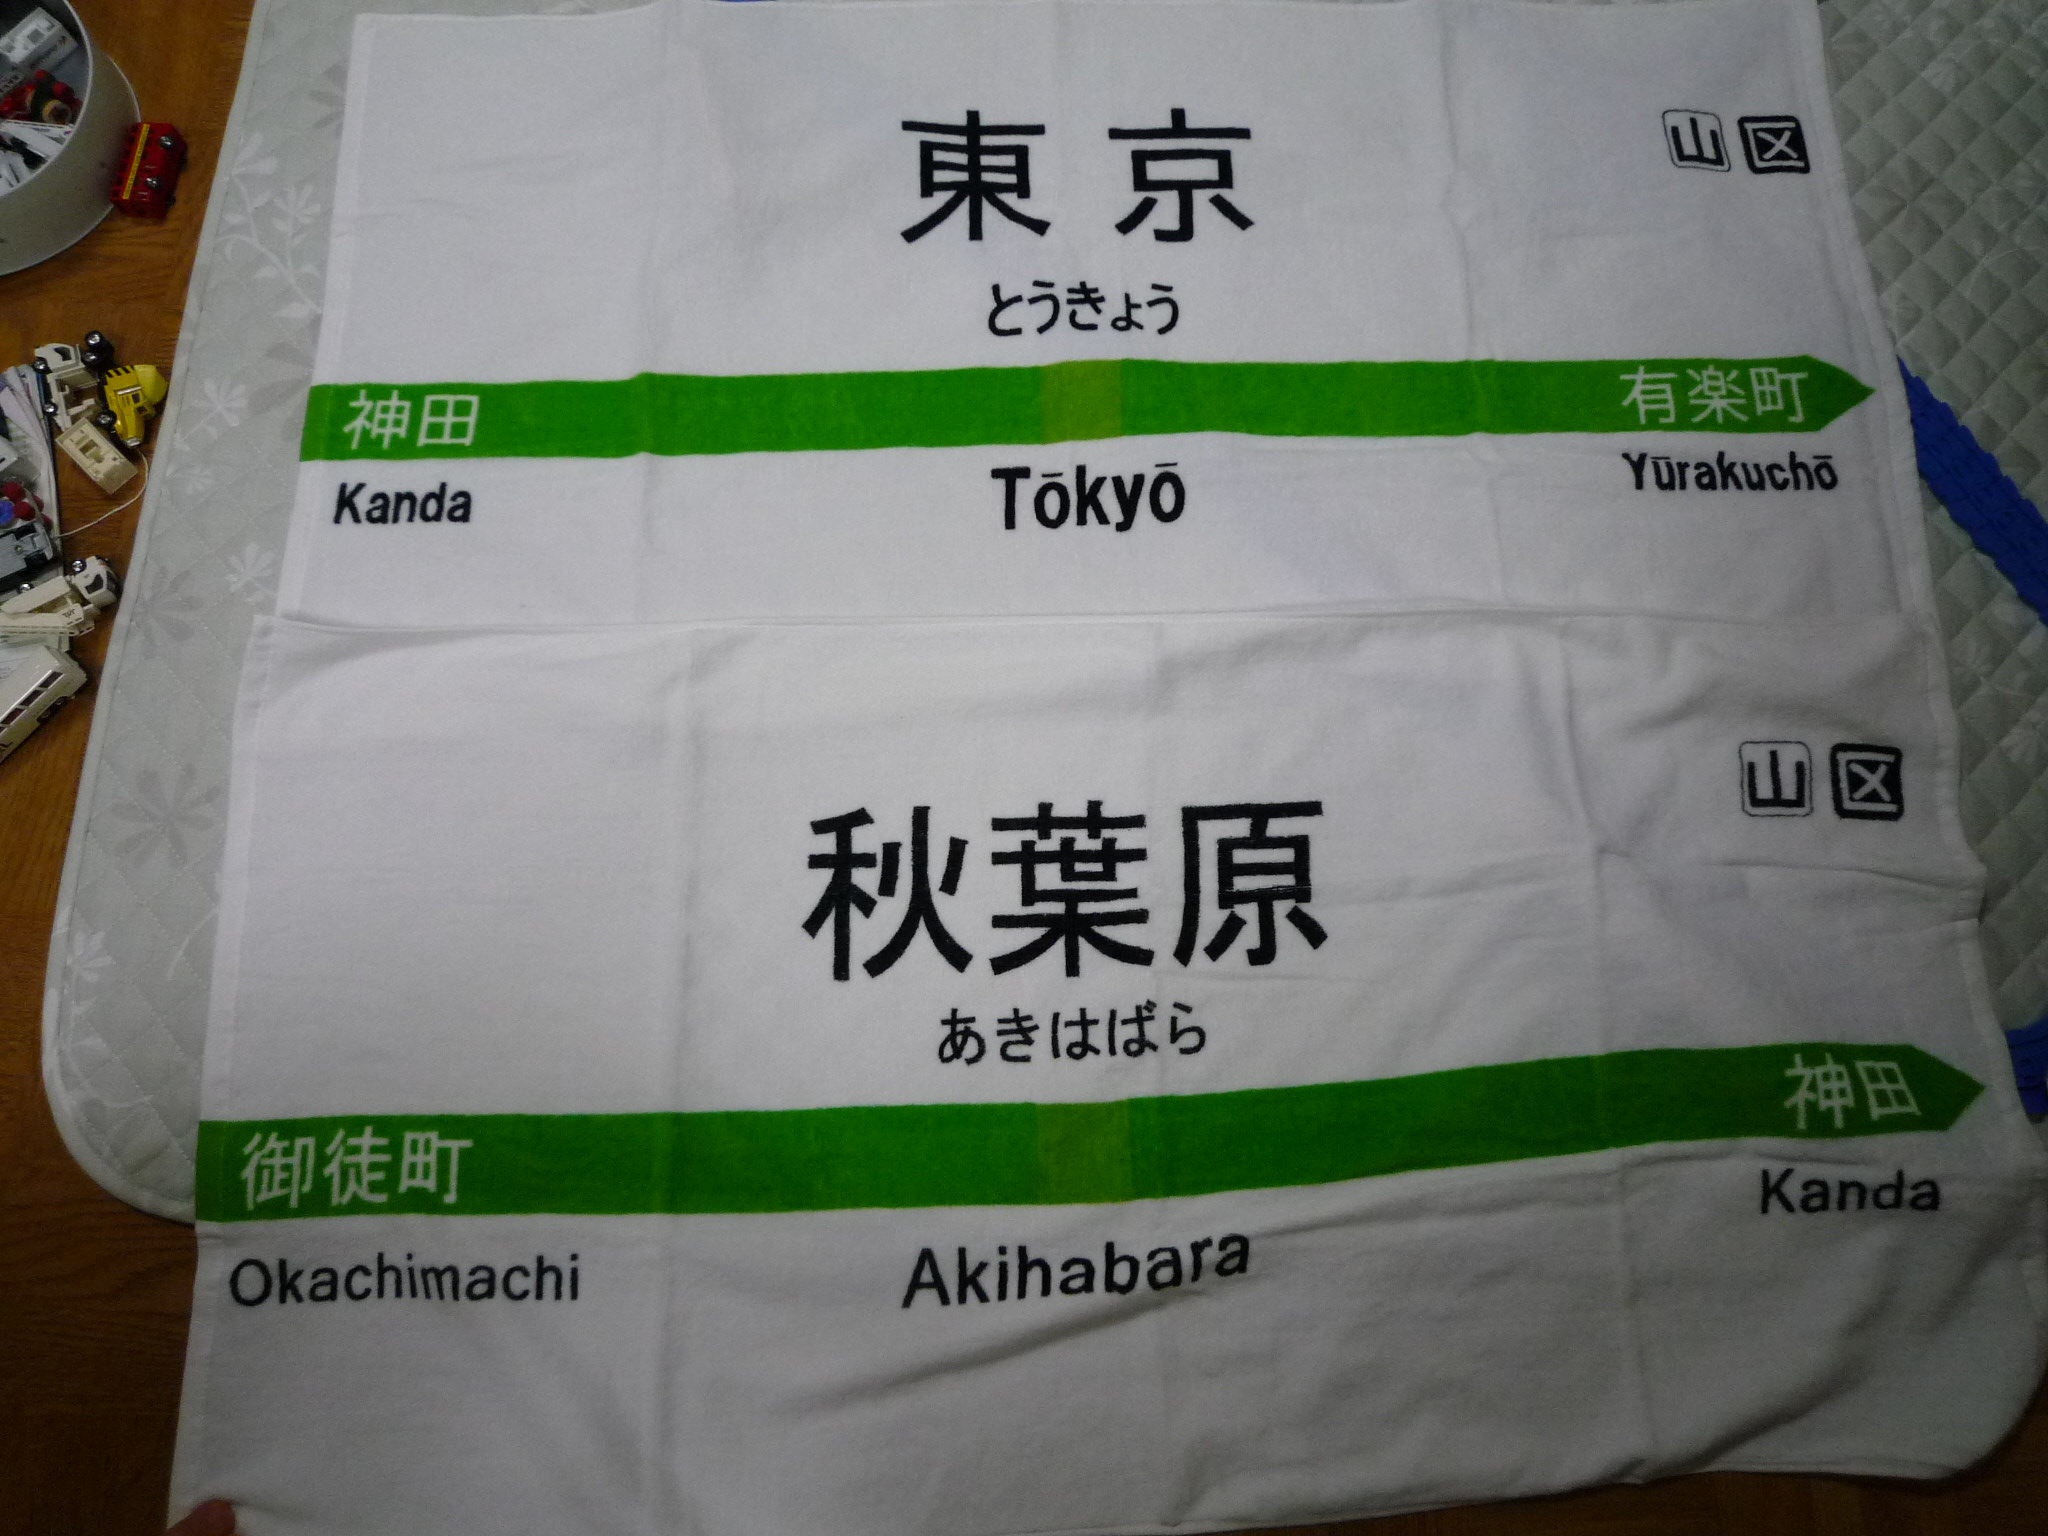 東京
山 区
とうきょう
神田
有楽町
Kanda
Tōkyō
Yūrakuchō
秋葉原
山 区
あきはばら
御徒町
神田
Okachimachi
Akihabara
Kanda